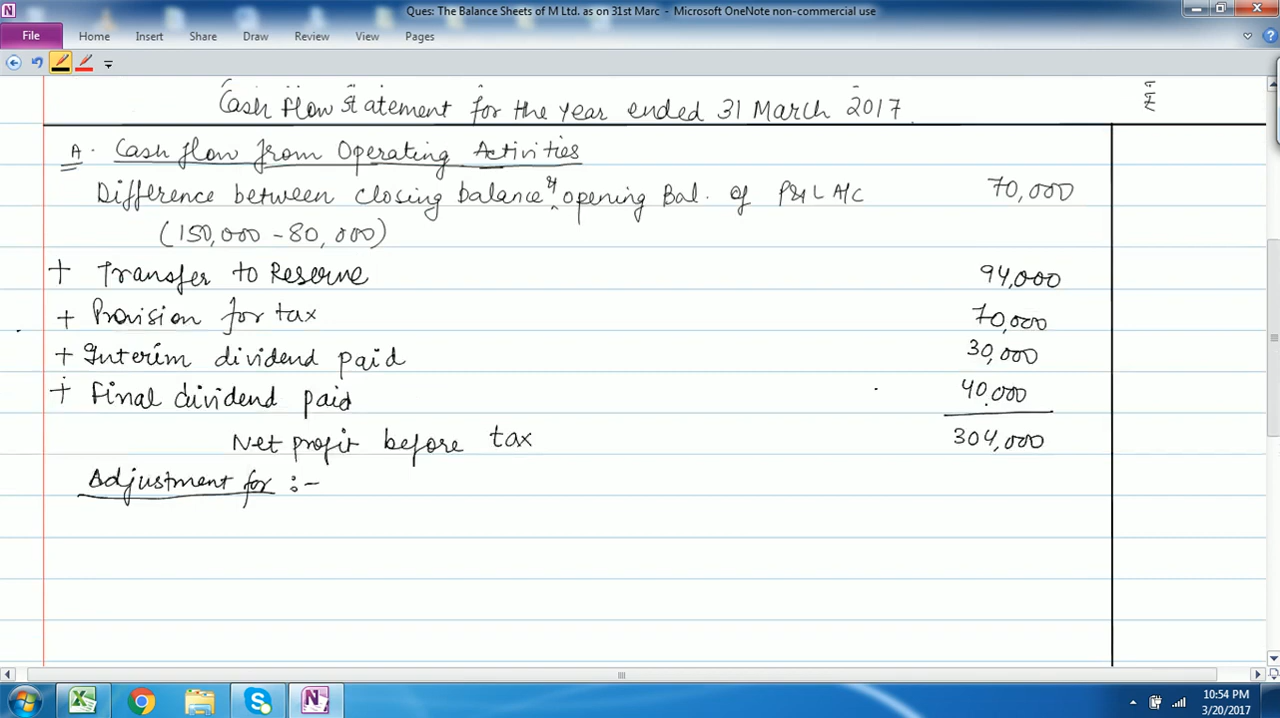 Ques: The Balance Sheets of M Ltd. as on 31st Marc - Microsoft OneNote non-commercial use
File Home Insert Share Draw Review View Pages
Cash flow statement for the year ended 31 March 2017.
A. Cash flow from Operating Activities
Difference between closing balance & opening Bal. of P&L A/C 70,000
(150,000 - 80,000)
+ Transfer to Reserve 94,000
+ Provision for tax 70,000
+ Interim dividend paid 30,000
+ Final dividend paid 40,000
Net profit before tax 304,000
Adjustment for :-
10:54 PM
3/20/2017